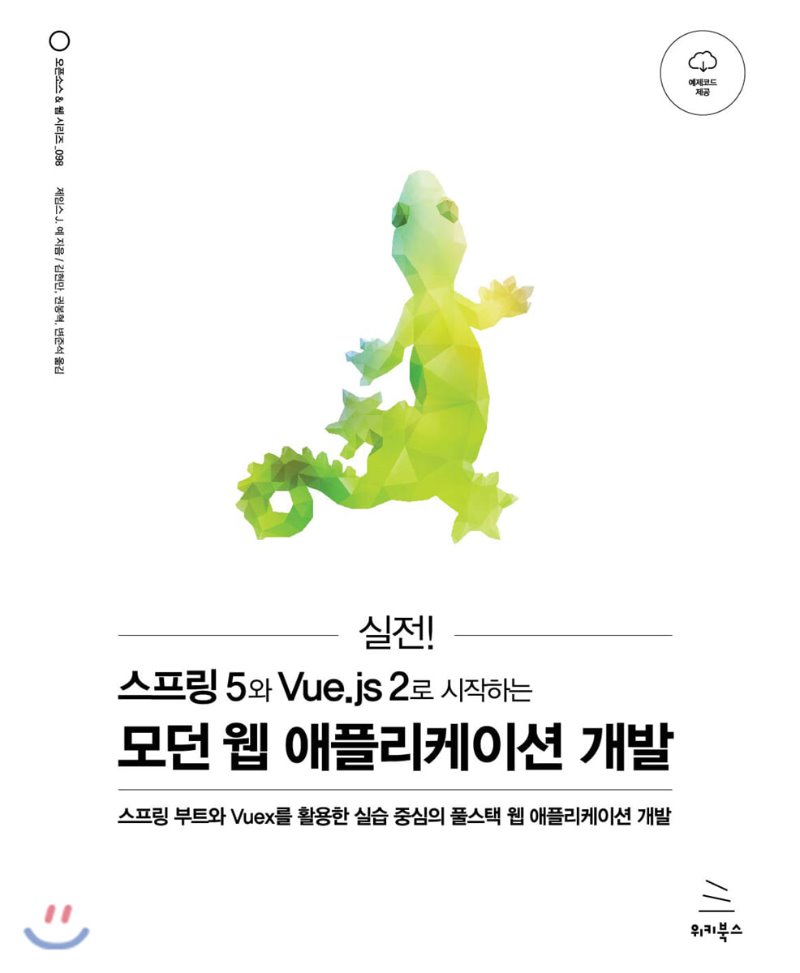 오픈소스 & 웹 시리즈_098
제임스 J. 예 지음 / 김현만, 권봉혁, 변준석 옮김
예제코드
제공
실전!
스프링 5와 Vue.js 2로 시작하는
모던 웹 애플리케이션 개발
스프링 부트와 Vuex를 활용한 실습 중심의 풀스택 웹 애플리케이션 개발
위키북스